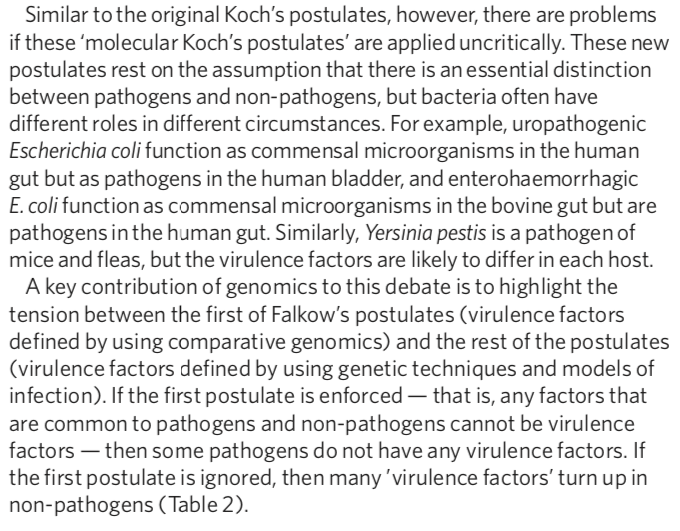 Similar to the original Koch’s postulates, however, there are problems
if these ‘molecular Koch’s postulates’ are applied uncritically. These new
postulates rest on the assumption that there is an essential distinction
between pathogens and non-pathogens, but bacteria often have
different roles in different circumstances. For example, uropathogenic
Escherichia coli function as commensal microorganisms in the human
gut but as pathogens in the human bladder, and enterohaemorrhagic
E. coli function as commensal microorganisms in the bovine gut but are
pathogens in the human gut. Similarly, Yersinia pestis is a pathogen of
mice and fleas, but the virulence factors are likely to differ in each host.
A key contribution of genomics to this debate is to highlight the
tension between the first of Falkow’s postulates (virulence factors
defined by using comparative genomics) and the rest of the postulates
(virulence factors defined by using genetic techniques and models of
infection). If the first postulate is enforced — that is, any factors that
are common to pathogens and non-pathogens cannot be virulence
factors — then some pathogens do not have any virulence factors. If
the first postulate is ignored, then many ’virulence factors’ turn up in
non-pathogens (Table 2).